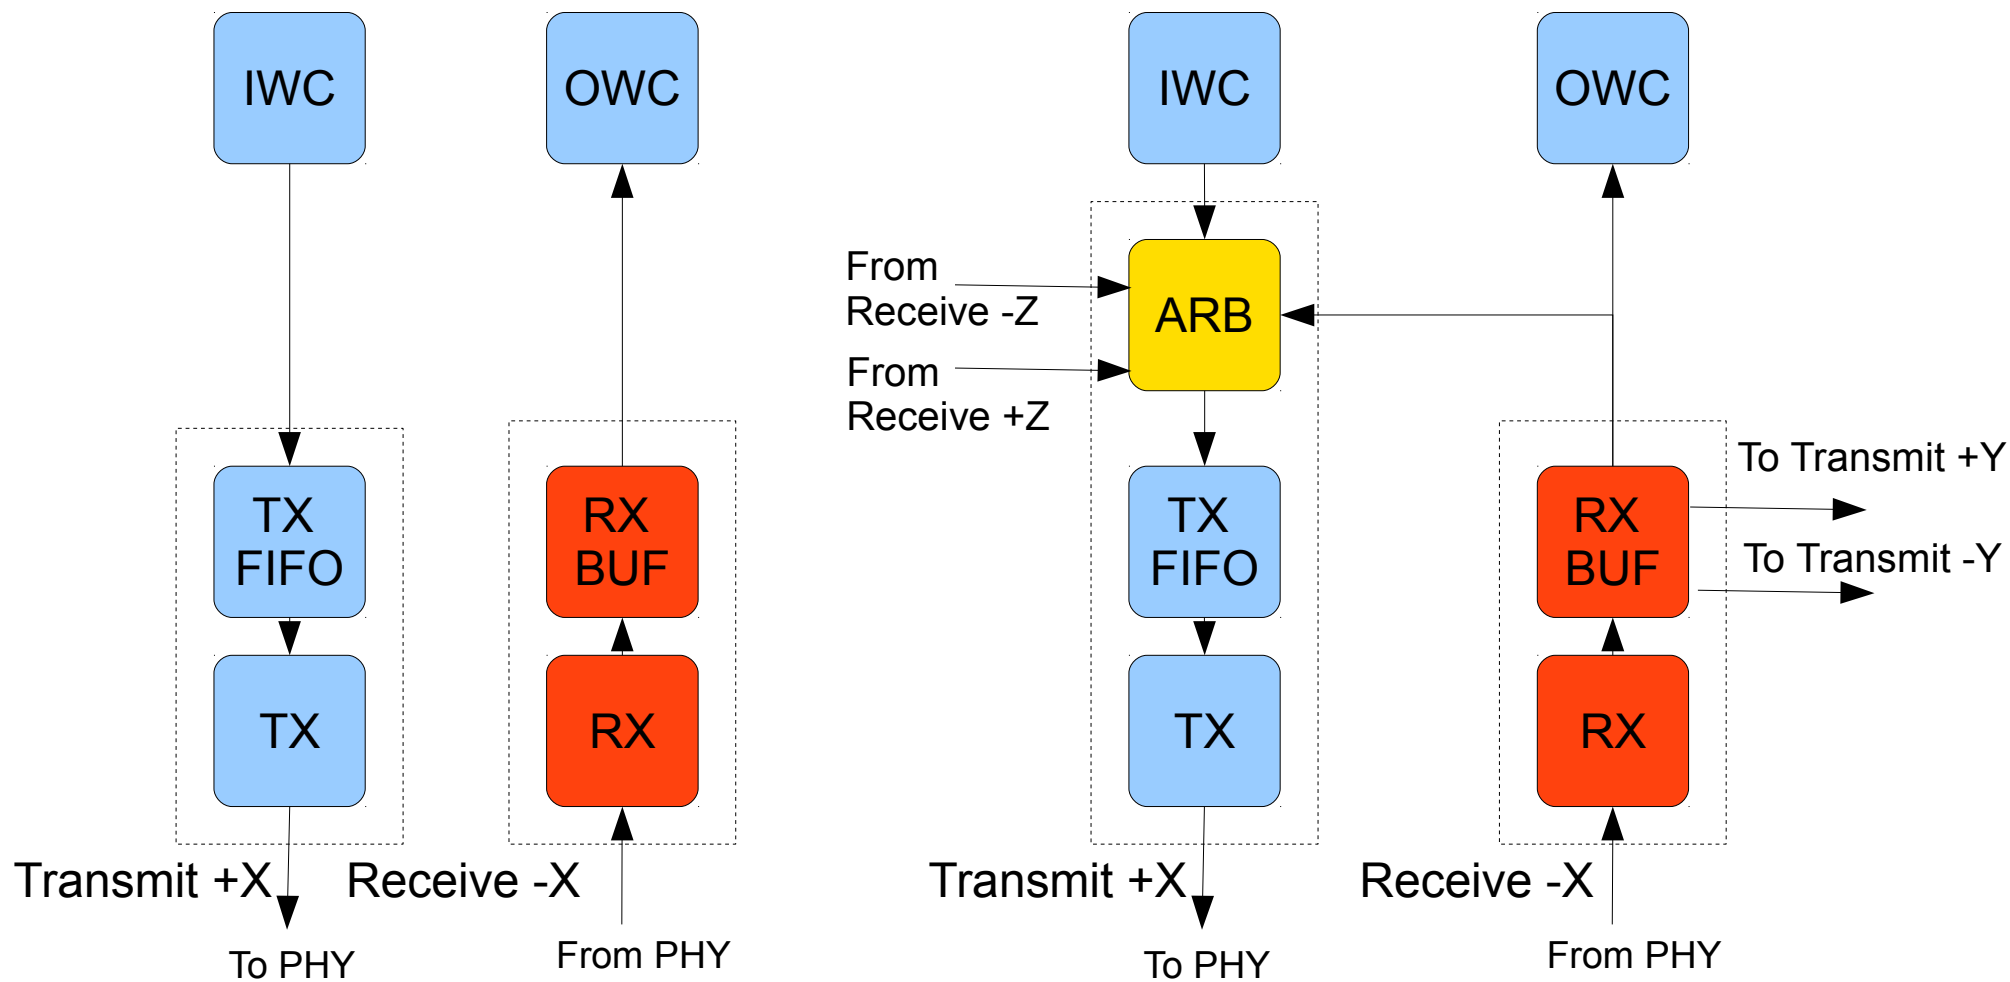 IWC
OWC
TX
FIFO
RX
BUF
TX
RX
Transmit +X
Receive -X
To PHY
From PHY
IWC
OWC
From
Receive -Z
ARB
From
Receive +Z
TX
FIFO
RX
BUF
To Transmit +Y
To Transmit -Y
TX
RX
Transmit +X
Receive -X
To PHY
From PHY